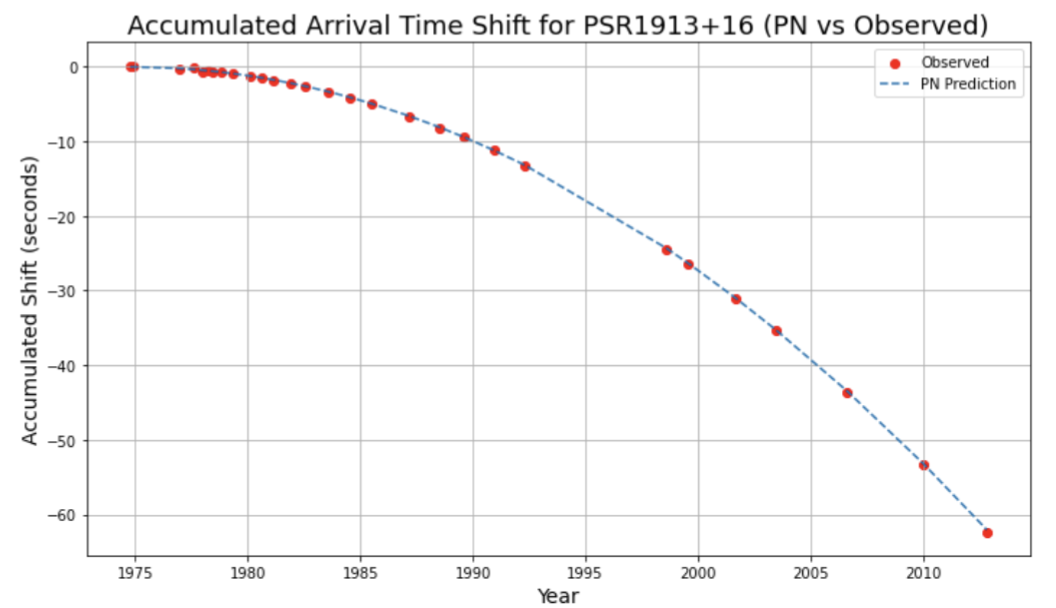 Accumulated Arrival Time Shift for PSR1913+16 (PN vs Observed)
Observed
PN Prediction
Accumulated Shift (seconds)
0
−10
−20
−30
−40
−50
−60
1975 1980 1985 1990 1995 2000 2005 2010
Year